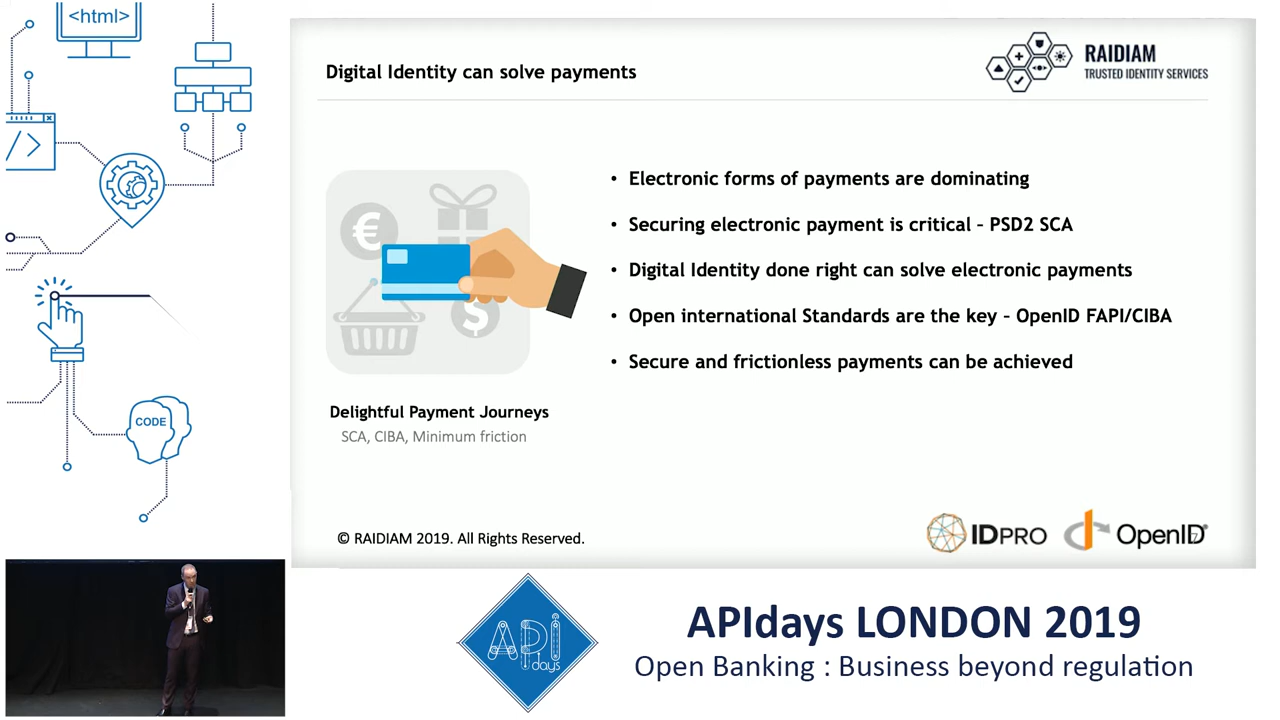 <html>
Digital Identity can solve payments
RAIDIAM
TRUSTED IDENTITY SERVICES
</>
• Electronic forms of payments are dominating
• Securing electronic payment is critical – PSD2 SCA
• Digital Identity done right can solve electronic payments
• Open international Standards are the key – OpenID FAPI/CIBA
• Secure and frictionless payments can be achieved
€
$
Delightful Payment Journeys
SCA, CIBA, Minimum friction
CODE
© RAIDIAM 2019. All Rights Reserved.
IDPRO
OpenID®
7
API
days
APIdays LONDON 2019
Open Banking : Business beyond regulation